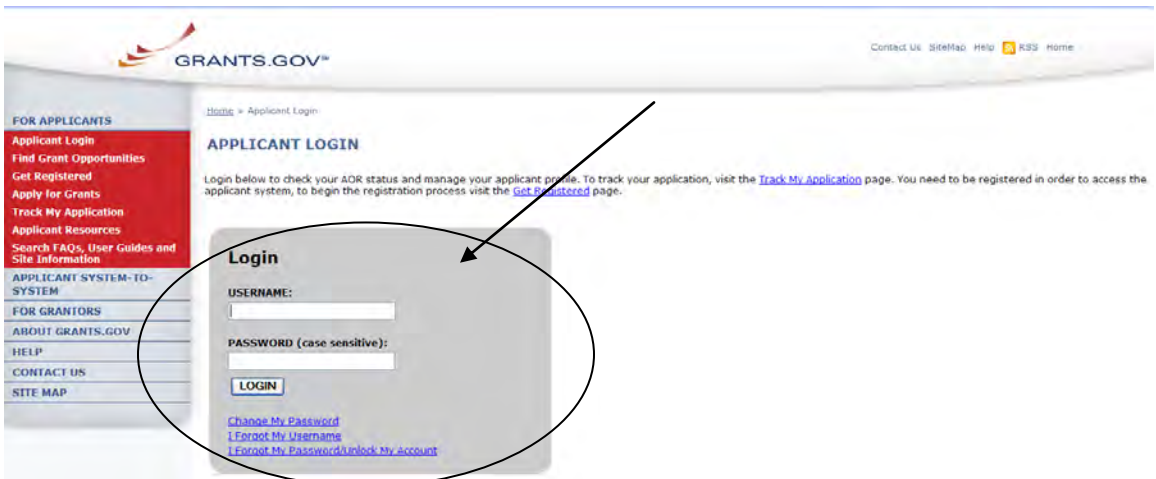 GRANTS.GOV℠
Contact Us SiteMap Help RSS Home
FOR APPLICANTS
Applicant Login
Find Grant Opportunities
Get Registered
Apply for Grants
Track My Application
Applicant Resources
Search FAQs, User Guides and
Site Information
APPLICANT SYSTEM-TO-
SYSTEM
FOR GRANTORS
ABOUT GRANTS.GOV
HELP
CONTACT US
SITE MAP
Home > Applicant Login
APPLICANT LOGIN
Login below to check your AOR status and manage your applicant profile. To track your application, visit the Track My Application page. You need to be registered in order to access the
applicant system, to begin the registration process visit the Get Registered page.
Login
USERNAME:
PASSWORD (case sensitive):
LOGIN
Change My Password
I Forgot My Username
I Forgot My Password/Unlock My Account